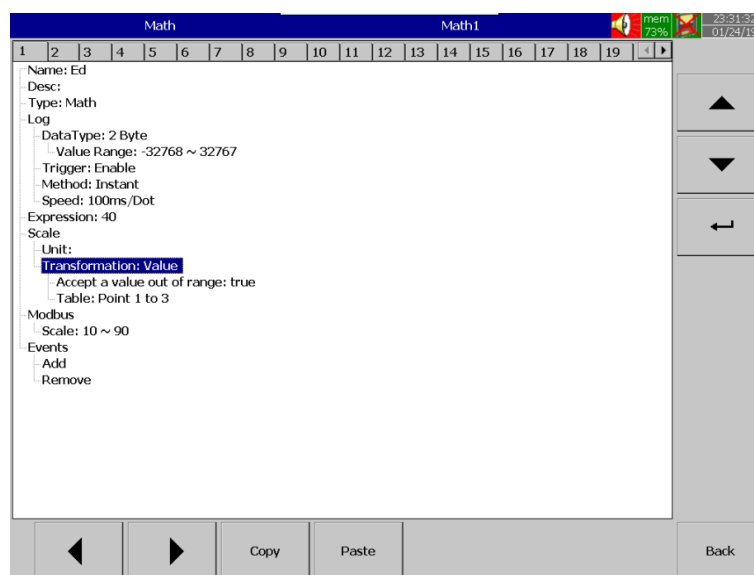 Math Math1 mem 73% 23:31:32 01/24/19
1 2 3 4 5 6 7 8 9 10 11 12 13 14 15 16 17 18 19
Name: Ed
Desc:
Type: Math
Log
DataType: 2 Byte
Value Range: -32768 ~ 32767
Trigger: Enable
Method: Instant
Speed: 100ms/Dot
Expression: 40
Scale
Unit:
Transformation: Value
Accept a value out of range: true
Table: Point 1 to 3
Modbus
Scale: 10 ~ 90
Events
Add
Remove
Copy Paste Back